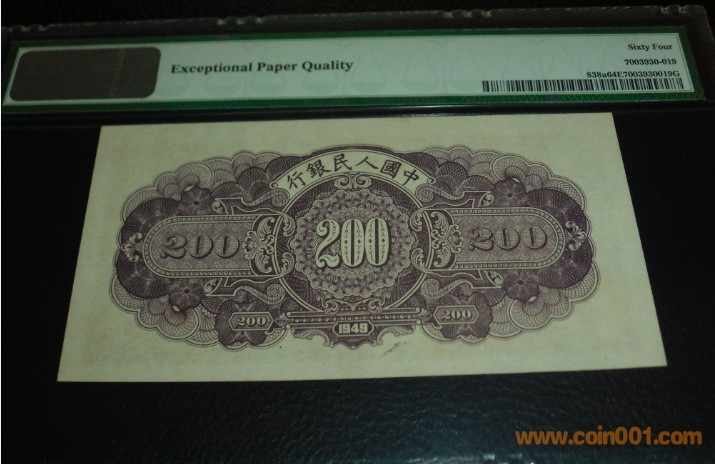 Sixty Four
Exceptional Paper Quality
7003930-019
838a64E7003930019G
行銀民人國中
200 200 200
200 1949 200
www.coin001.com